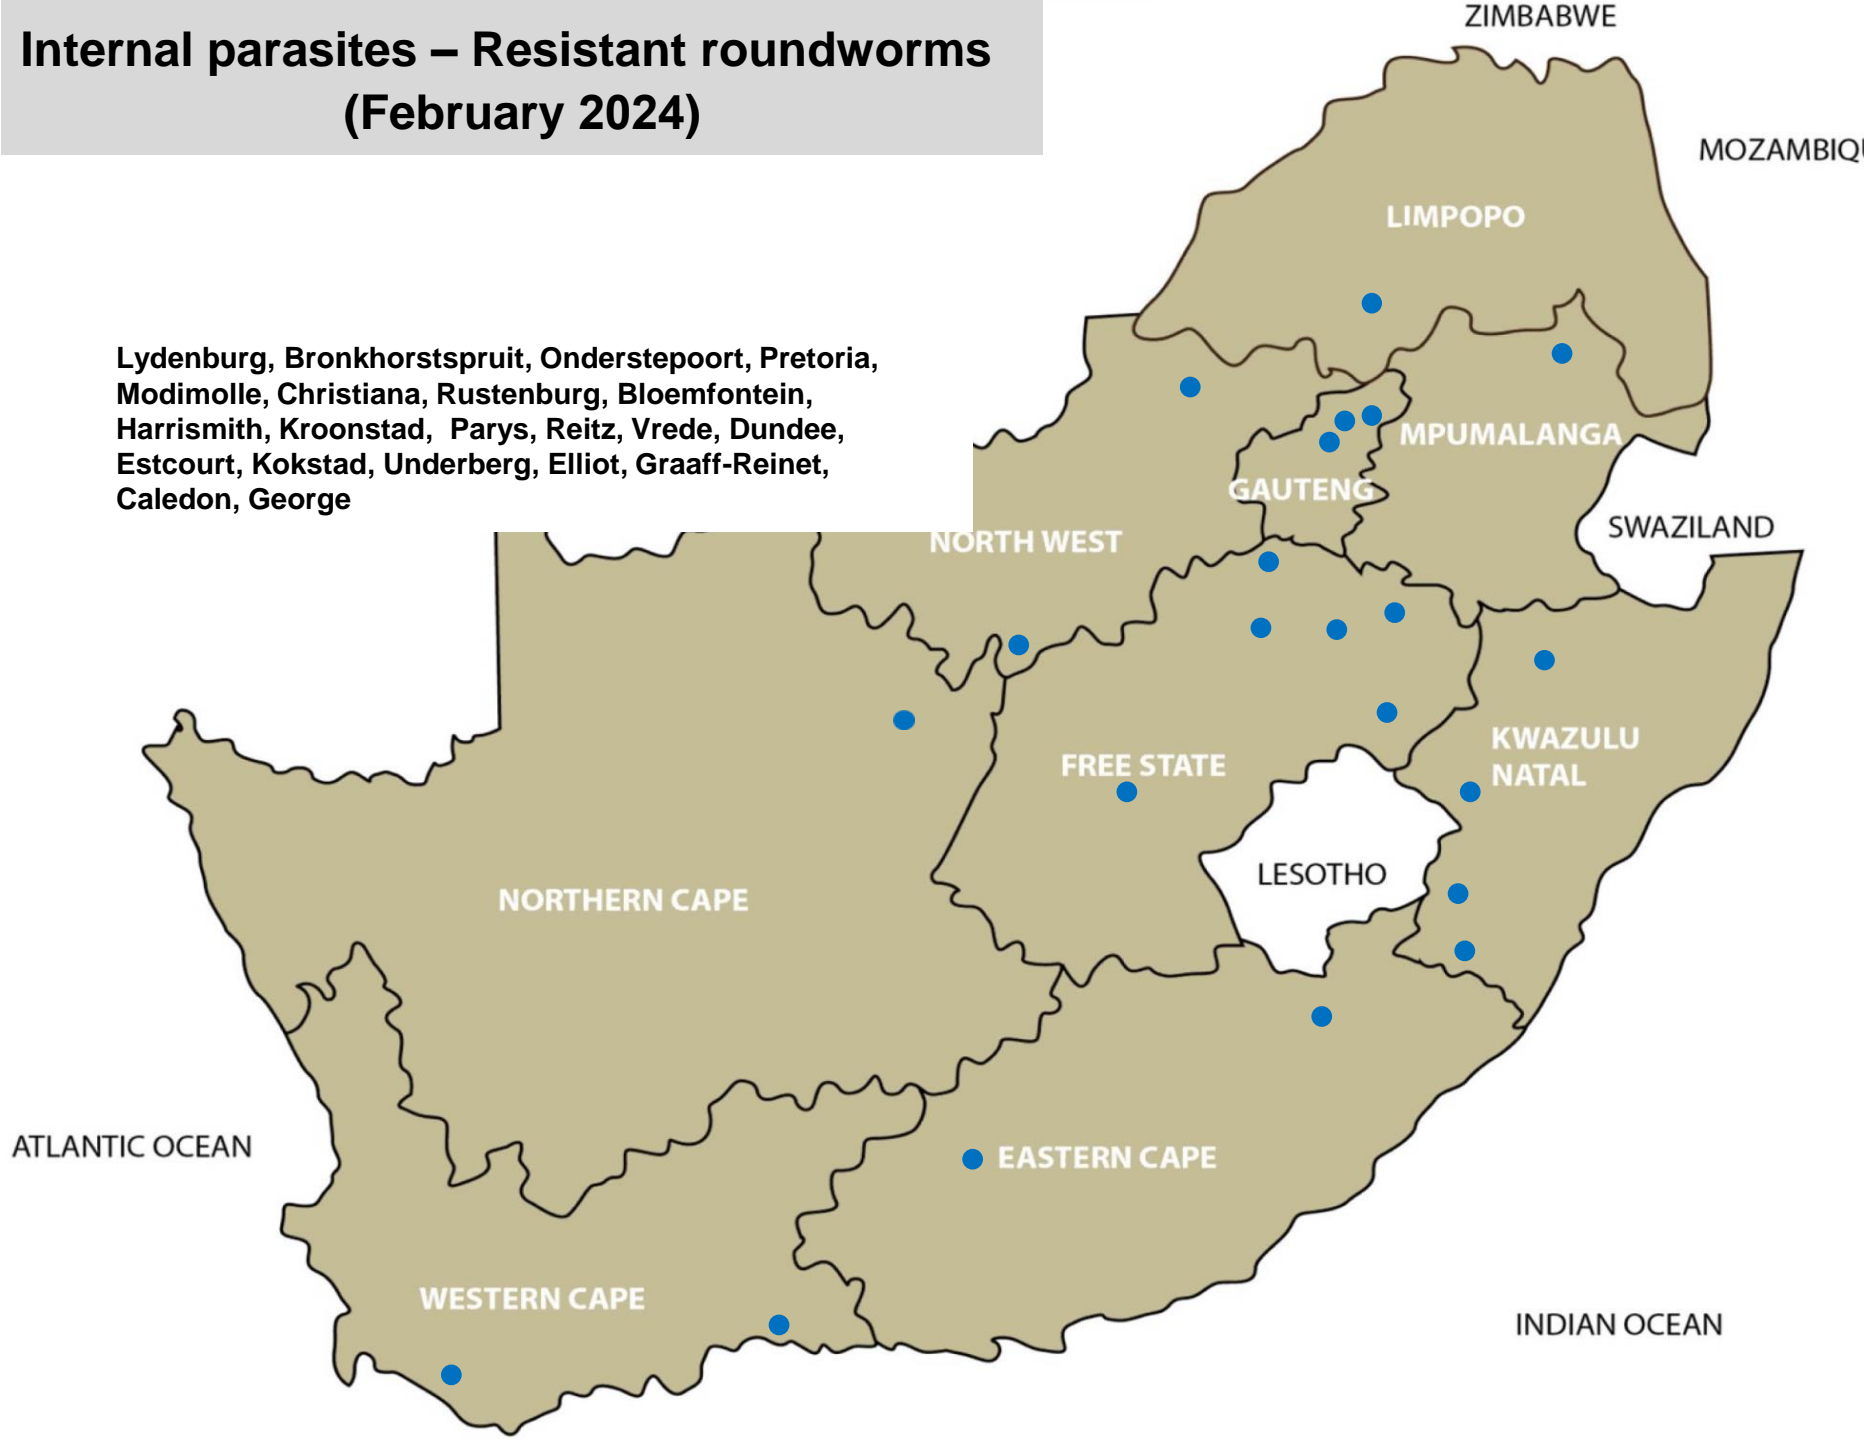 Internal parasites – Resistant roundworms
(February 2024)
ZIMBABWE
MOZAMBIQU
LIMPOPO
Lydenburg, Bronkhorstspruit, Onderstepoort, Pretoria,
Modimolle, Christiana, Rustenburg, Bloemfontein,
Harrismith, Kroonstad,  Parys, Reitz, Vrede, Dundee,
Estcourt, Kokstad, Underberg, Elliot, Graaff-Reinet,
Caledon, George
MPUMALANGA
GAUTENG
SWAZILAND
NORTH WEST
KWAZULU
NATAL
FREE STATE
LESOTHO
NORTHERN CAPE
ATLANTIC OCEAN
EASTERN CAPE
WESTERN CAPE
INDIAN OCEAN